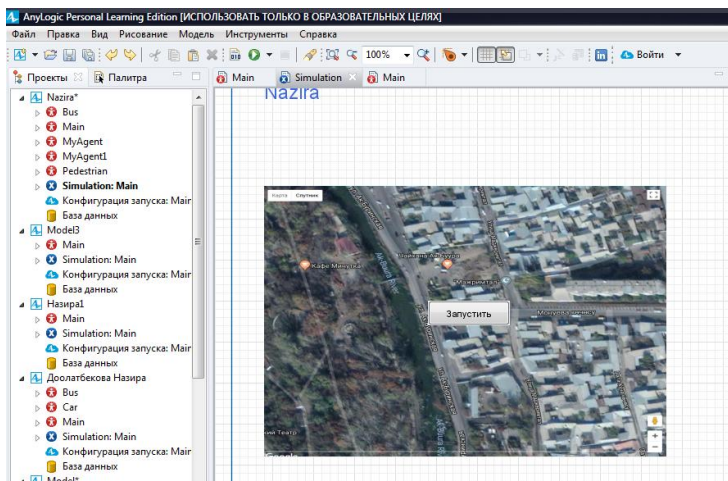 AnyLogic Personal Learning Edition [ИСПОЛЬЗОВАТЬ ТОЛЬКО В ОБРАЗОВАТЕЛЬНЫХ ЦЕЛЯХ]
Файл Правка Вид Рисование Модель Инструменты Справка
100% Войти
Проекты Палитра Main Simulation Main
Nazira*
Bus
Main
MyAgent
MyAgent1
Pedestrian
Simulation: Main
Конфигурация запуска: Main
База данных
Model3
Main
Simulation: Main
Конфигурация запуска: Main
База данных
Назира1
Main
Simulation: Main
Конфигурация запуска: Main
База данных
Доолатбекова Назира
Bus
Car
Main
Simulation: Main
Конфигурация запуска: Main
База данных
Model*
Nazira
Карта Спутник
Кафе
Запустить
Театр
Google